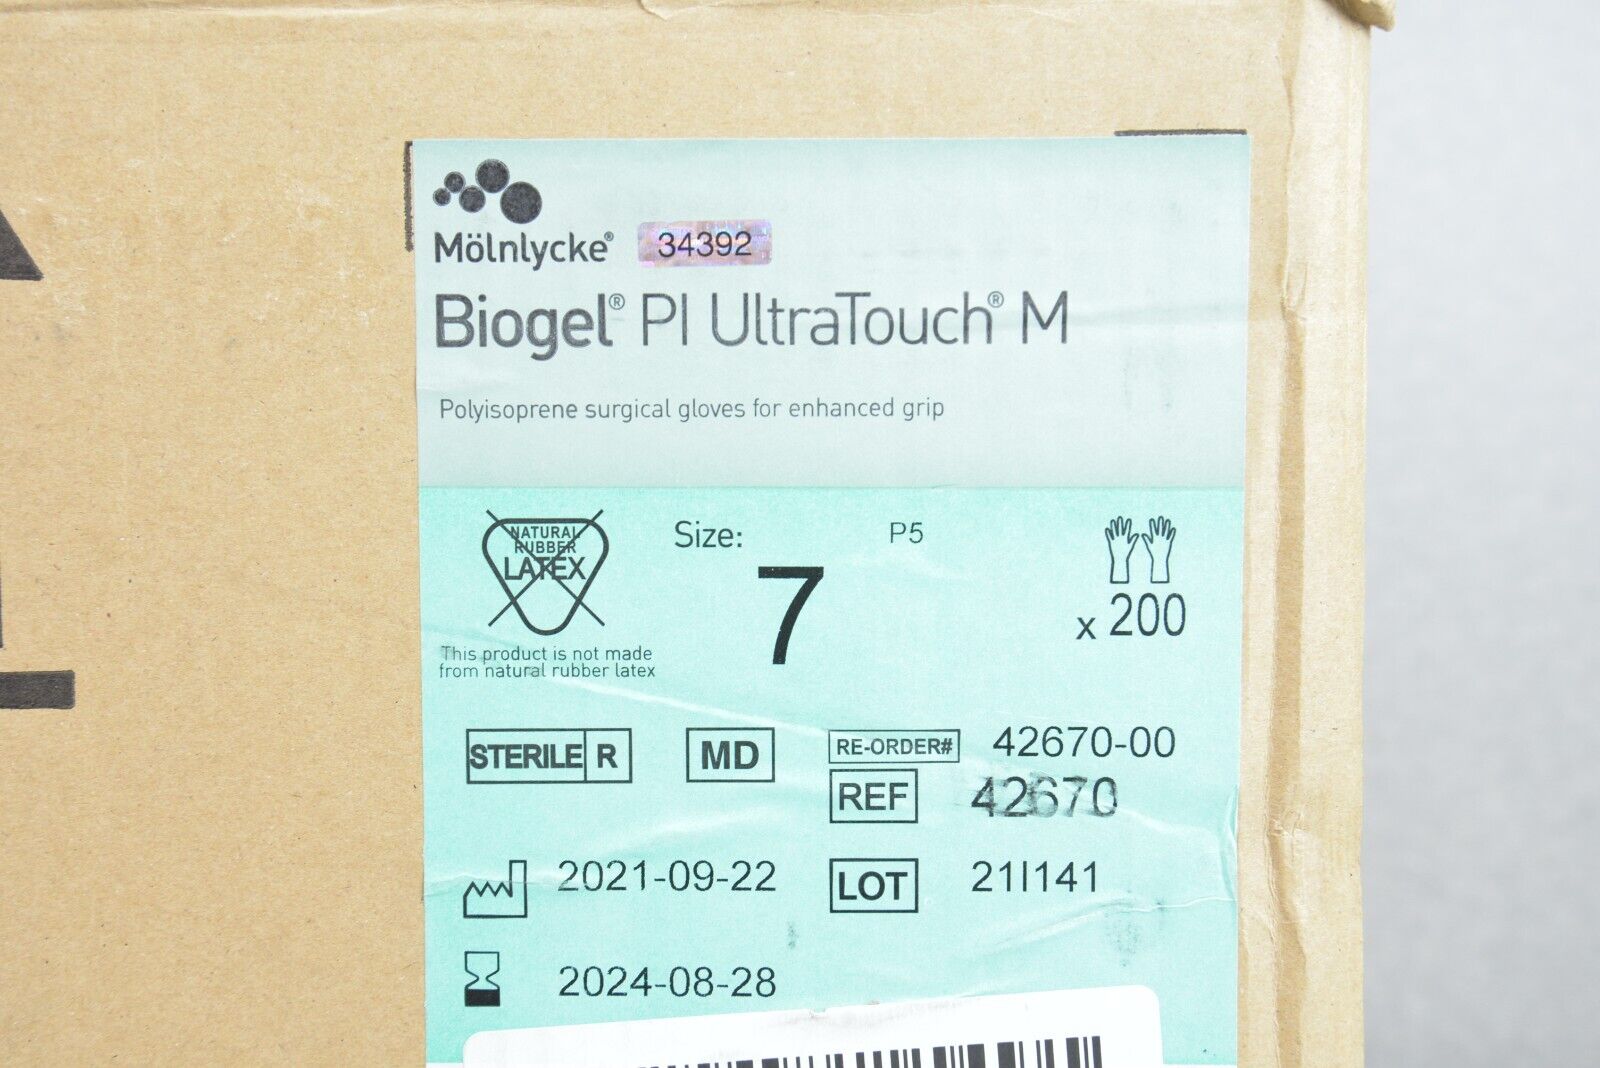 Mölnlycke® 34392
Biogel® PI UltraTouch® M
Polyisoprene surgical gloves for enhanced grip
NATURAL
RUBBER
LATEX
This product is not made
from natural rubber latex
Size: P5
7
x 200
STERILE R
MD
RE-ORDER# 42670-00
REF 42670
2021-09-22
LOT 21I141
2024-08-28